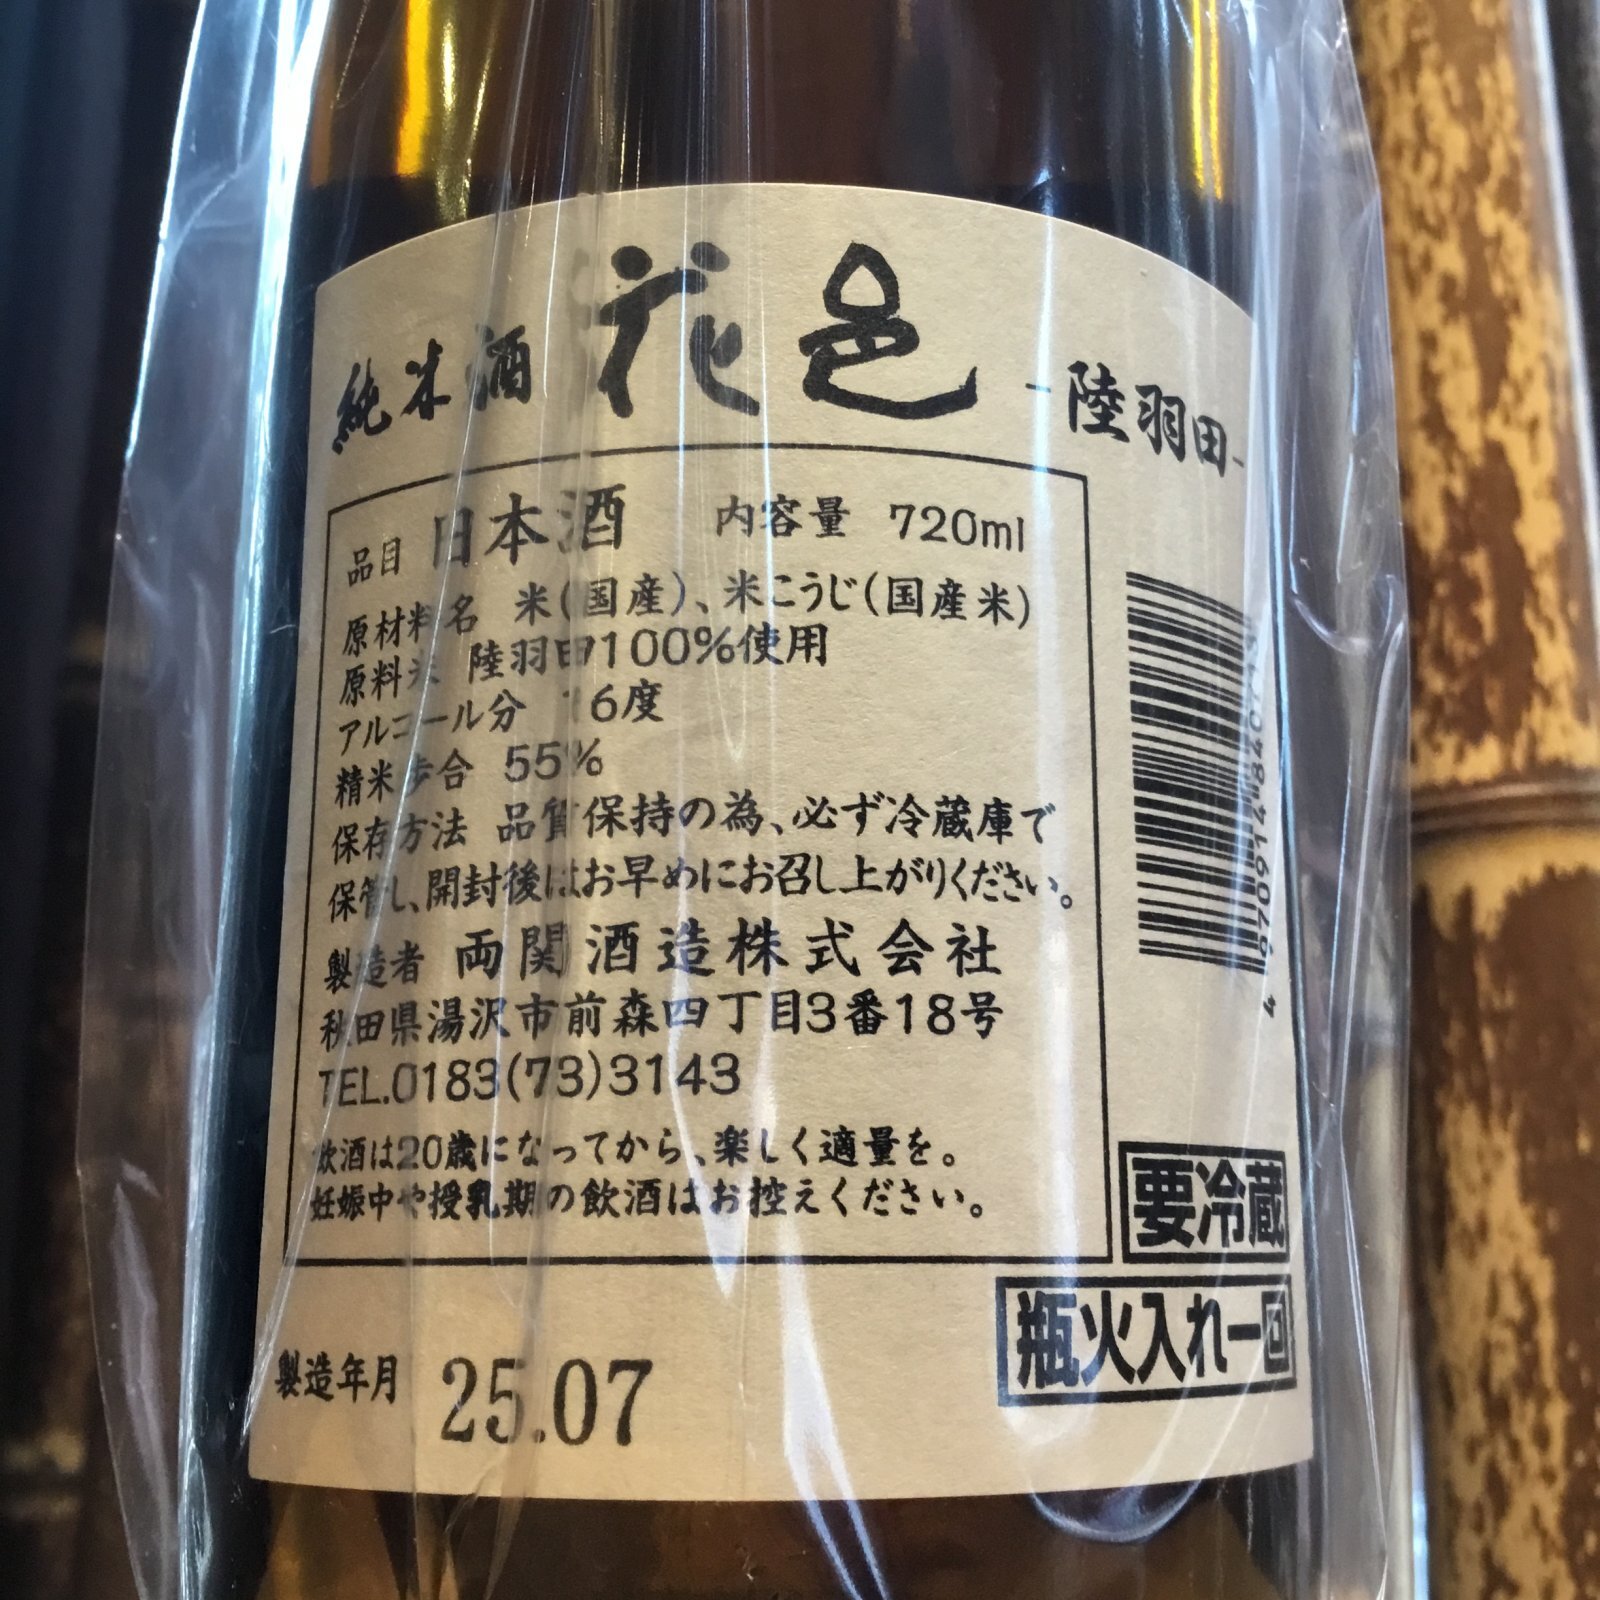 純米酒 花邑 -陸羽田-
品目 日本酒 内容量 720ml
原材料名 米(国産)、米こうじ(国産米)
原料米 陸羽田100%使用
アルコール分 16度
精米歩合 55%
保存方法 品質保持の為、必ず冷蔵庫で
保管し、開封後はお早めにお召し上がりください。
製造者 両関酒造株式会社
秋田県湯沢市前森四丁目3番18号
TEL.0183(73)3143
飲酒は20歳になってから、楽しく適量を。
妊娠中や授乳期の飲酒はお控えください。
要冷蔵
瓶火入れ一回
製造年月 25.07